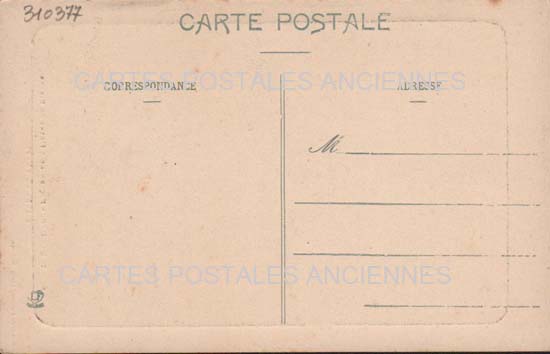 310377
CARTE POSTALE
CARTES POSTALES ANCIENNES
CORRESPONDANCE
ADRESSE
M
CARTES POSTALES ANCIENNES